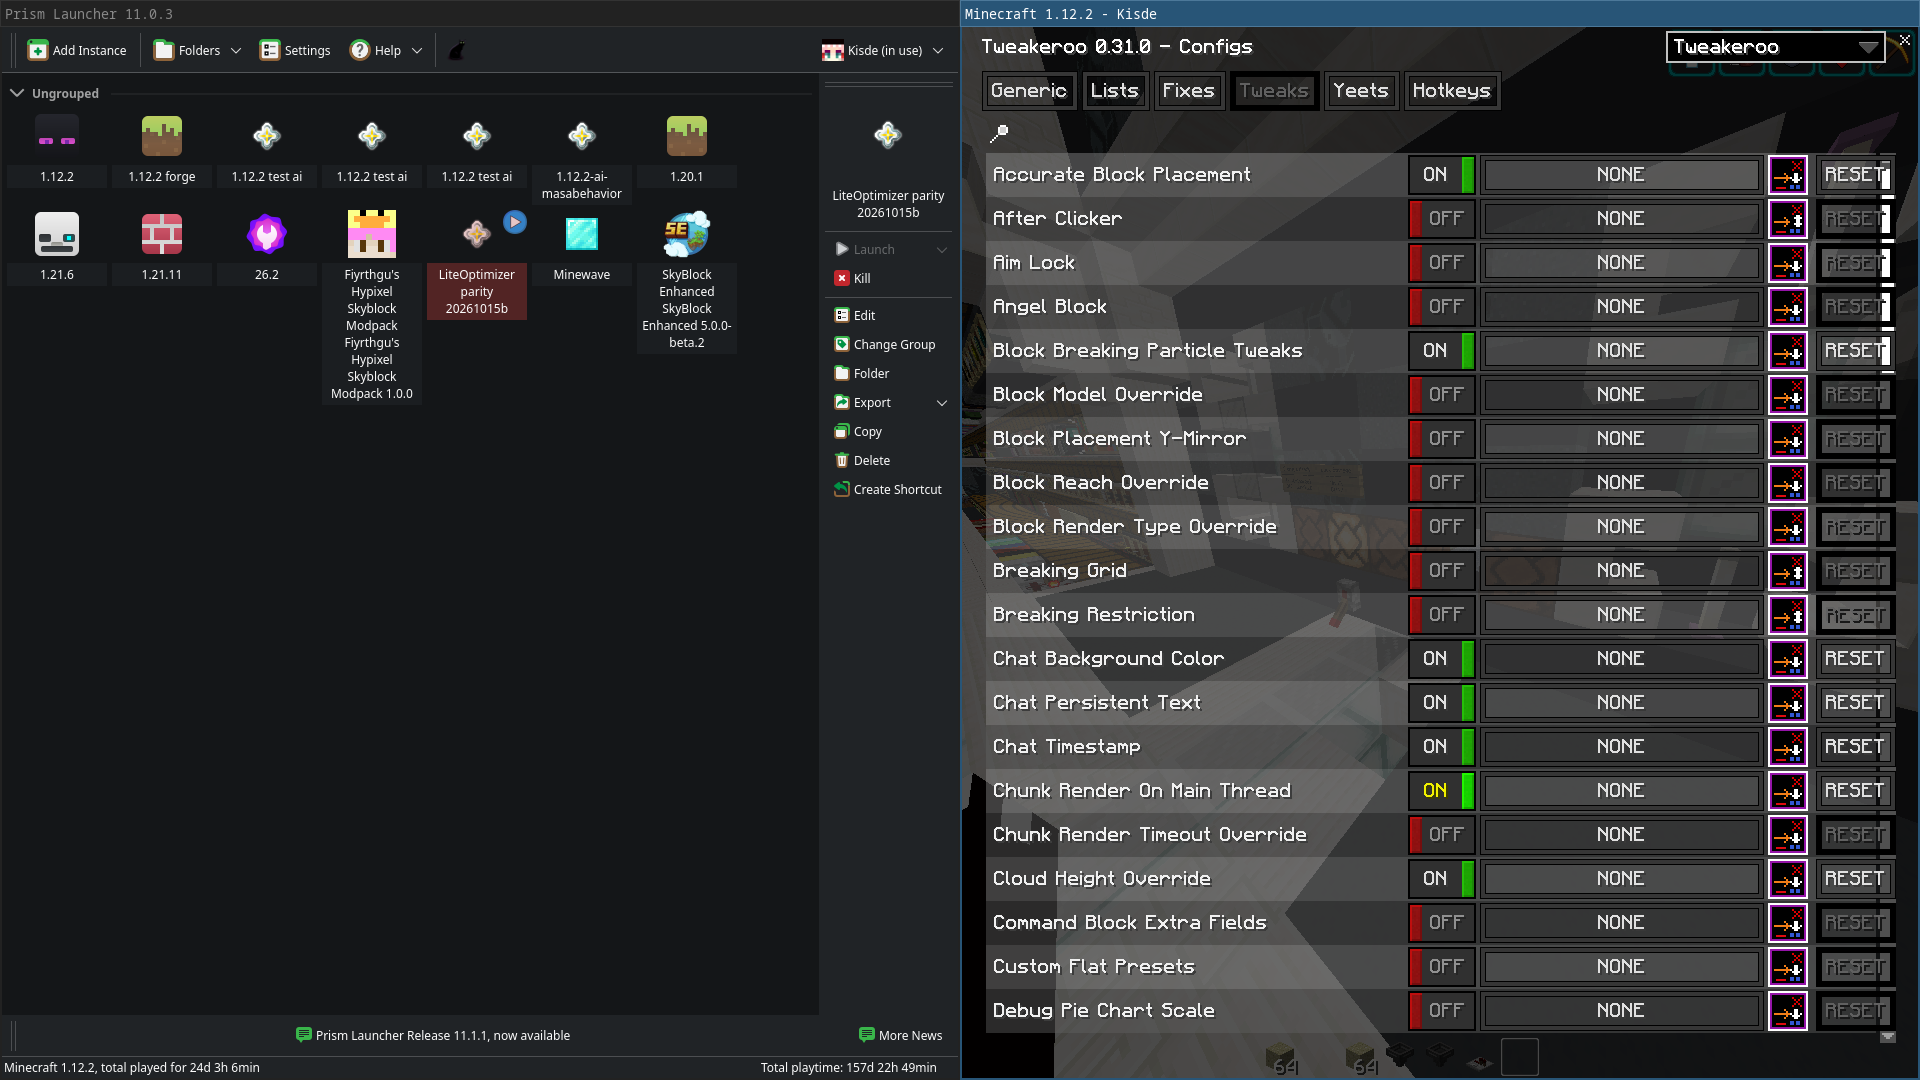 Prism Launcher 11.0.3
Add Instance
Folders
Settings
Help
Kisde (in use)
Ungrouped
1.12.2
1.12.2 forge
1.12.2 test ai
1.12.2 test ai
1.12.2 test ai
1.12.2-ai-
masabehavior
1.20.1
1.21.6
1.21.11
26.2
Fiyrthgu's
Hypixel
Skyblock
Modpack
Fiyrthgu's
Hypixel
Skyblock
Modpack 1.0.0
LiteOptimizer
parity
20261015b
Minewave
SE
SkyBlock
Enhanced
SkyBlock
Enhanced 5.0.0-
beta.2
LiteOptimizer parity
20261015b
Launch
Kill
Edit
Change Group
Folder
Export
Copy
Delete
Create Shortcut
Prism Launcher Release 11.1.1, now available
More News
Minecraft 1.12.2, total played for 24d 3h 6min
Total playtime: 157d 22h 49min
Minecraft 1.12.2 - Kisde
Tweakeroo 0.31.0 - Configs
Tweakeroo
Generic Lists Fixes Tweaks Yeets Hotkeys
Accurate Block Placement ON NONE RESET
After Clicker OFF NONE RESET
Aim Lock OFF NONE RESET
Angel Block OFF NONE RESET
Block Breaking Particle Tweaks ON NONE RESET
Block Model Override OFF NONE RESET
Block Placement Y-Mirror OFF NONE RESET
Block Reach Override OFF NONE RESET
Block Render Type Override OFF NONE RESET
Breaking Grid OFF NONE RESET
Breaking Restriction OFF NONE RESET
Chat Background Color ON NONE RESET
Chat Persistent Text ON NONE RESET
Chat Timestamp ON NONE RESET
Chunk Render On Main Thread ON NONE RESET
Chunk Render Timeout Override OFF NONE RESET
Cloud Height Override ON NONE RESET
Command Block Extra Fields OFF NONE RESET
Custom Flat Presets OFF NONE RESET
Debug Pie Chart Scale OFF NONE RESET
64 64